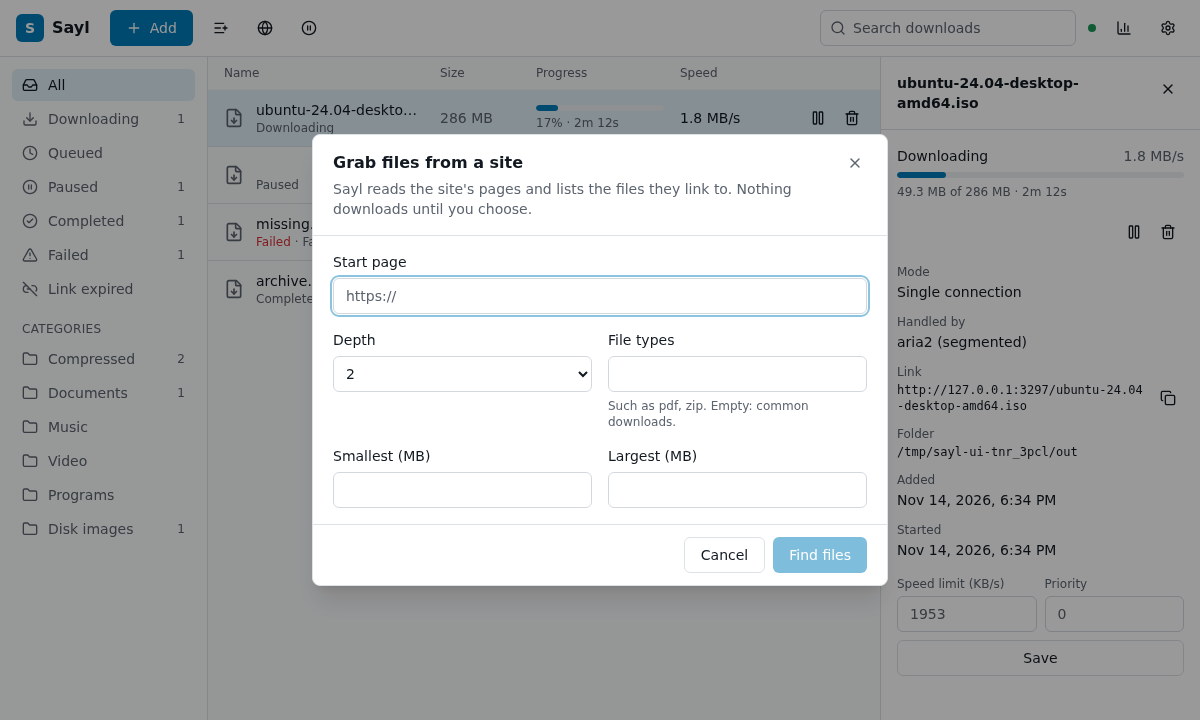 S Sayl
Add
Search downloads
All
Downloading 1
Queued
Paused 1
Completed 1
Failed 1
Link expired
CATEGORIES
Compressed 2
Documents 1
Music
Video
Programs
Disk images 1
Name Size Progress Speed
ubuntu-24.04-deskto… 286 MB 1.8 MB/s
Downloading 17% · 2m 12s
Paused
missing.
Failed ·
archive.
Grab files from a site
Sayl reads the site's pages and lists the files they link to. Nothing
downloads until you choose.
Start page
https://
Depth File types
2
Such as pdf, zip. Empty: common
downloads.
Smallest (MB) Largest (MB)
Cancel Find files
ubuntu-24.04-desktop-
amd64.iso
Downloading 1.8 MB/s
49.3 MB of 286 MB · 2m 12s
Mode
Single connection
Handled by
aria2 (segmented)
Link
http://127.0.0.1:3297/ubuntu-24.04
-desktop-amd64.iso
Folder
/tmp/sayl-ui-tnr_3pcl/out
Added
Nov 14, 2026, 6:34 PM
Started
Nov 14, 2026, 6:34 PM
Speed limit (KB/s) Priority
1953 0
Save